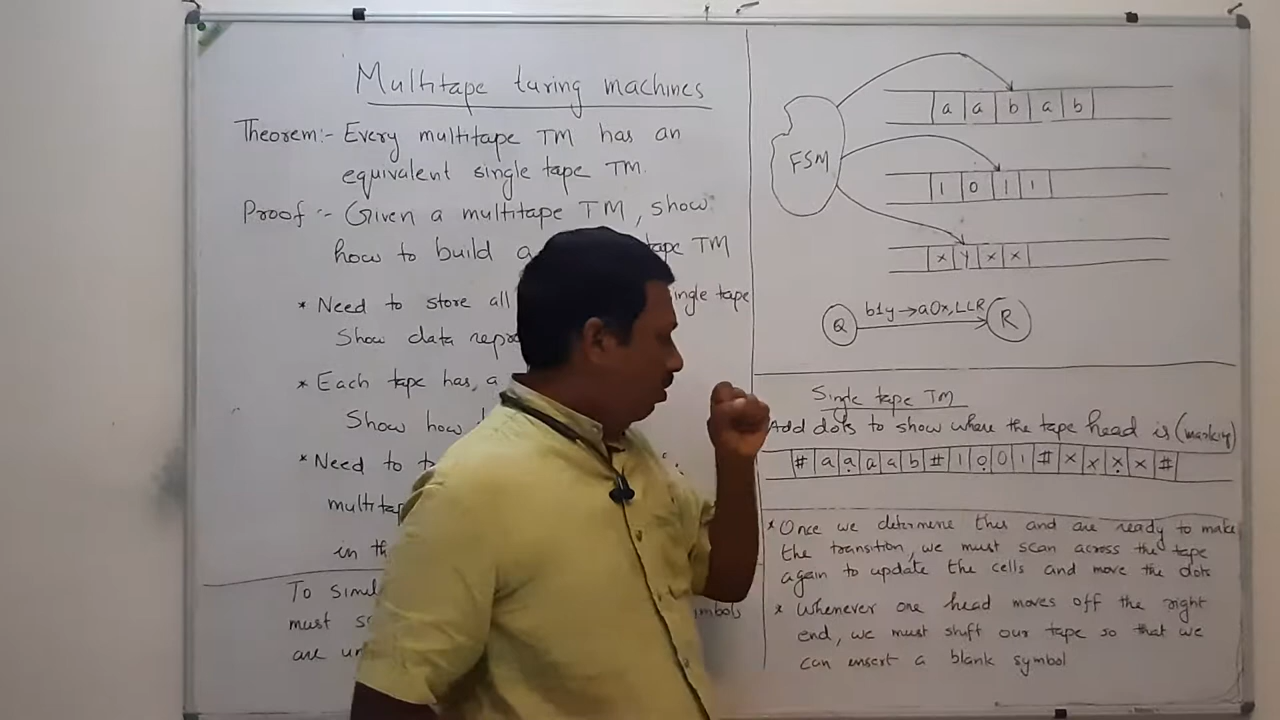 Multitape turing machines
Theorem:- Every multitape TM has an
equivalent single tape TM.
Proof :- Given a multitape TM, show
how to build a tape TM
* Need to store all single tape
Show data repr
* Each tape has, a
Show how
* Need to
multitap
in th
To simul
must sc symbols
are un
FSM
a a b a b
1 0 1 1
x y x x
Q b1y→a0x,LLR R
Single tape TM
Add dots to show where the tape head is (marking)
# a a a a b # 1 0 0 1 # x x x x #
* Once we determine this and are ready to make
the transition, we must scan across the tape
again to update the cells and move the dots
* Whenever one head moves off the right
end, we must shift our tape so that we
can insert a blank symbol